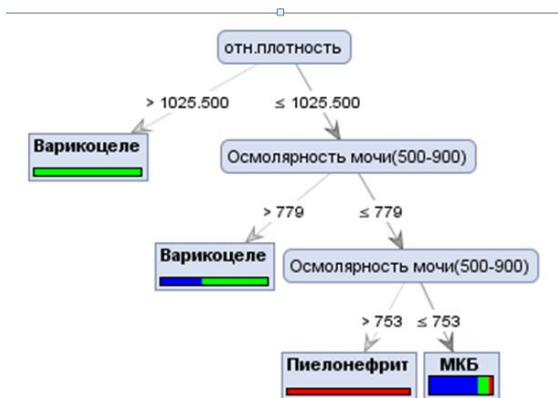 отн.плотность
> 1025.500
≤ 1025.500
Варикоцеле
Осмолярность мочи(500-900)
> 779
≤ 779
Варикоцеле
Осмолярность мочи(500-900)
> 753
≤ 753
Пиелонефрит
МКБ